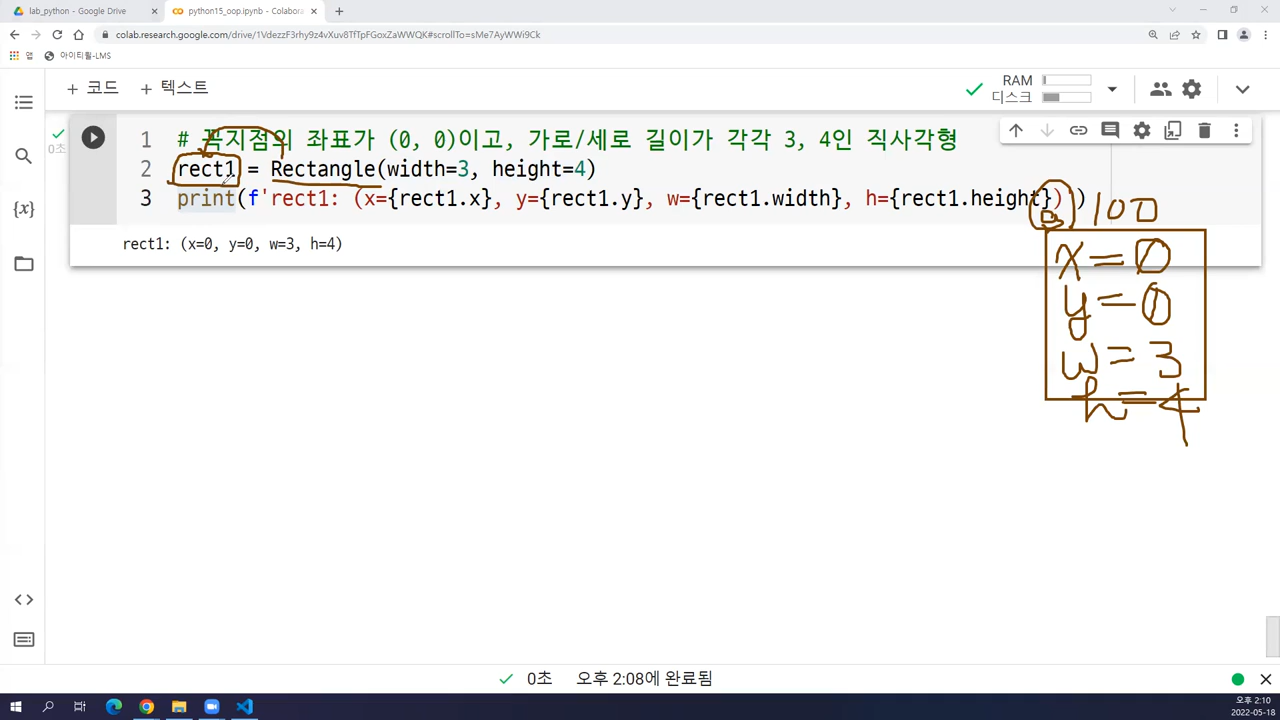 lab_python - Google Drive
python15_oop.ipynb - Colabora
colab.research.google.com/drive/1VdezzF3rhy9z4vXuv8TfTpFGoxZaWWQK#scrollTo=sMe7AyWWi9Ck
앱
아이티윌-LMS
+ 코드 + 텍스트
RAM
디스크
0초
1 # 꼭지점의 좌표가 (0, 0)이고, 가로/세로 길이가 각각 3, 4인 직사각형
2 rect1 = Rectangle(width=3, height=4)
3 print(f'rect1: (x={rect1.x}, y={rect1.y}, w={rect1.width}, h={rect1.height}) )
rect1: (x=0, y=0, w=3, h=4)
100
x=0
y=0
w=3
h=4
0초 오후 2:08에 완료됨
오후 2:10
2022-05-18